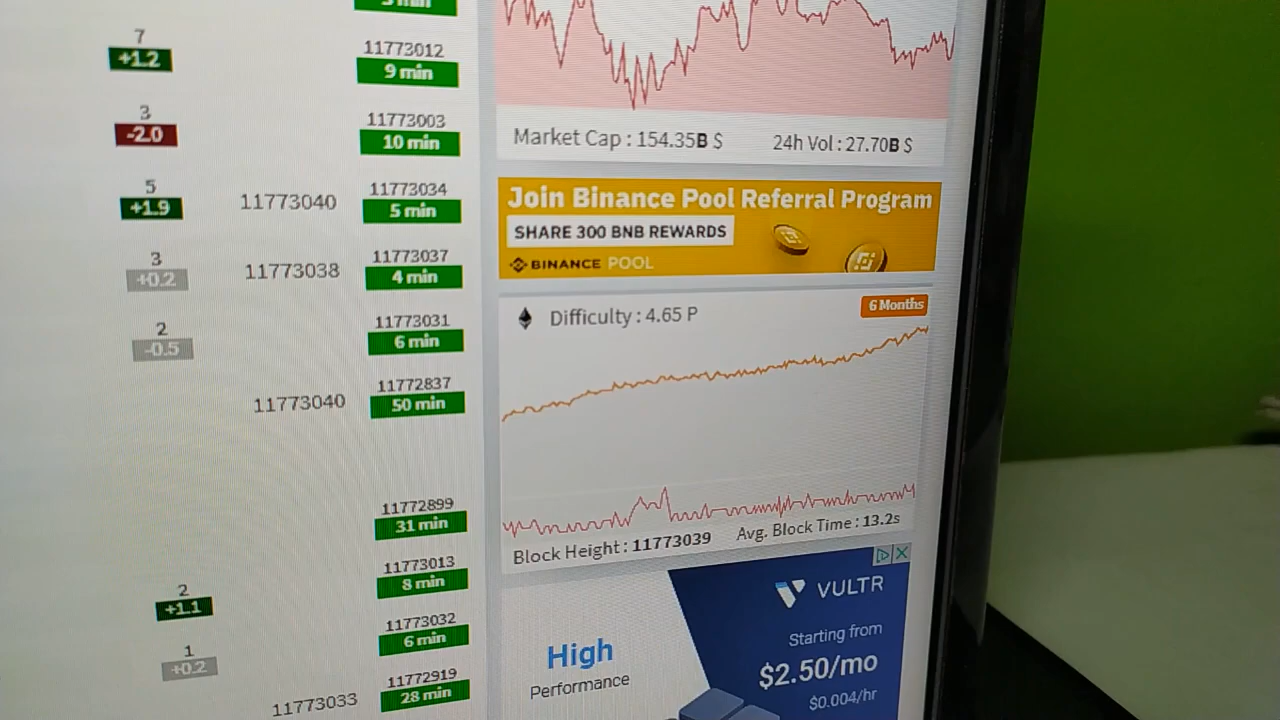 3 min
7
+1.2
11773012
9 min
3
-2.0
11773003
10 min
5
+1.9
11773040
11773034
5 min
3
+0.2
11773038
11773037
4 min
2
-0.5
11773031
6 min
11773040
11772837
50 min
11772899
31 min
2
+1.1
11773013
8 min
1
+0.2
11773032
6 min
11773033
11772919
28 min
Market Cap : 154.35B $ 24h Vol : 27.70B $
Join Binance Pool Referral Program
SHARE 300 BNB REWARDS
BINANCE POOL
Difficulty : 4.65 P
6 Months
Block Height : 11773039 Avg. Block Time : 13.2s
VULTR
High
Performance
Starting from
$2.50/mo
$0.004/hr